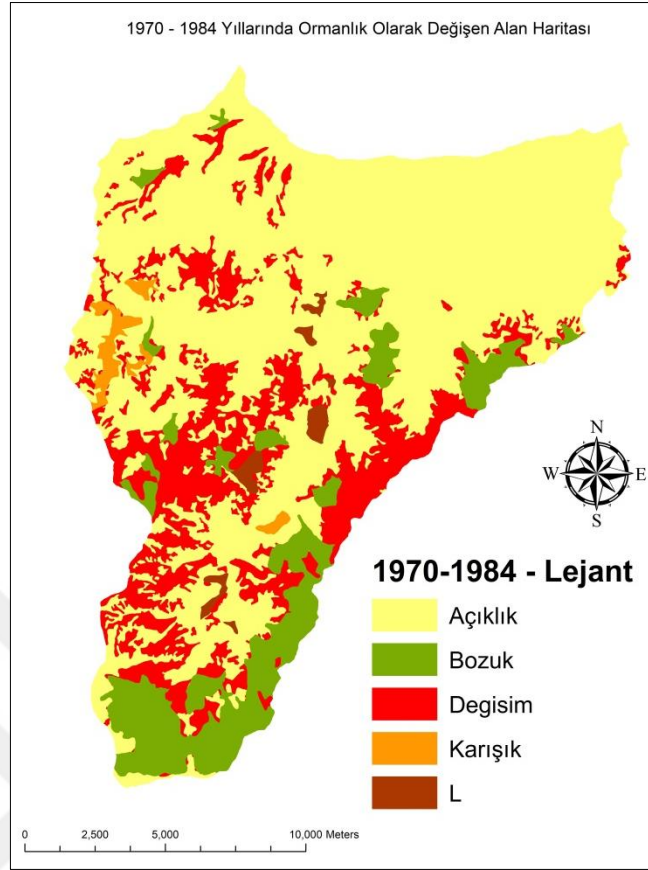 1970 - 1984 Yıllarında Ormanlık Olarak Değişen Alan Haritası
N
W E
S
1970-1984 - Lejant
Açıklık
Bozuk
Degisim
Karışık
L
0 2,500 5,000 10,000 Meters